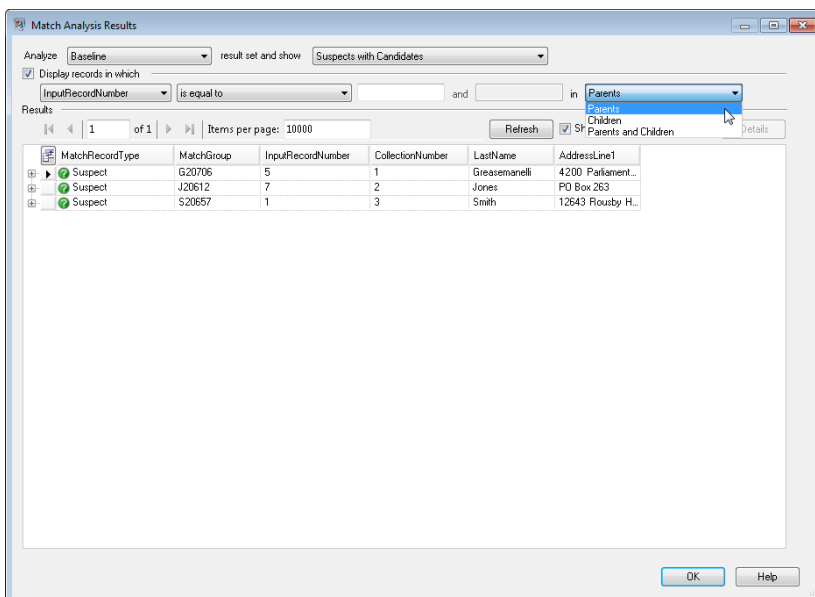 Match Analysis Results
Analyze Baseline result set and show Suspects with Candidates
Display records in which
InputRecordNumber is equal to and in Parents
Results Parents
Children
1 of 1 Items per page: 10000 Refresh Sh Parents and Children Details
MatchRecordType MatchGroup InputRecordNumber CollectionNumber LastName AddressLine1
Suspect G20706 5 1 Greasemanelli 4200 Parliament...
Suspect J20612 7 2 Jones PO Box 263
Suspect S20657 1 3 Smith 12643 Rousby H...
OK Help